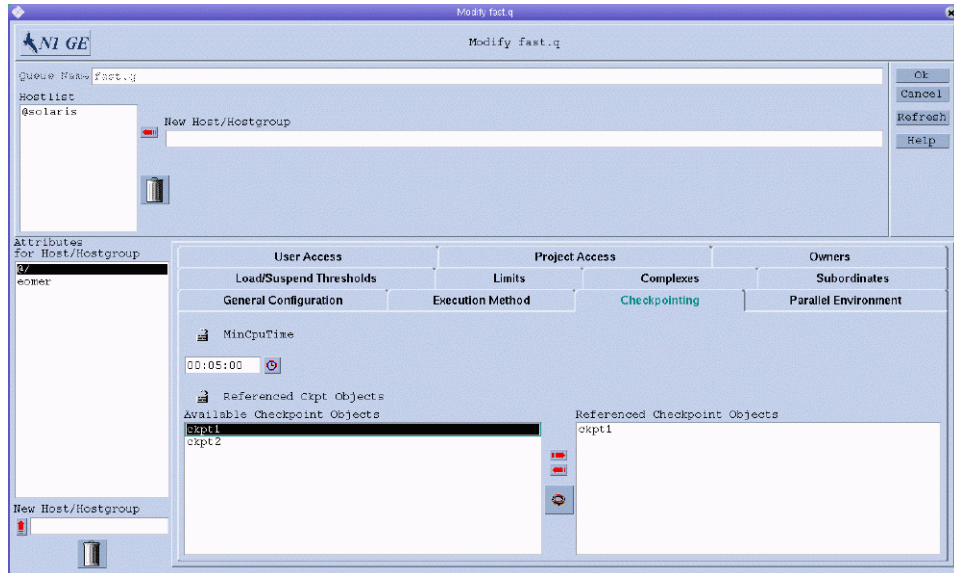 Modify fast.q
N1 GE
Modify fast.q
Queue Name fast.q
Ok
Cancel
Refresh
Help
Hostlist
@solaris
New Host/Hostgroup
Attributes
for Host/Hostgroup
@/
eomer
New Host/Hostgroup
User Access
Project Access
Owners
Load/Suspend Thresholds
Limits
Complexes
Subordinates
General Configuration
Execution Method
Checkpointing
Parallel Environment
MinCpuTime
00:05:00
Referenced Ckpt Objects
Available Checkpoint Objects
ckpt1
ckpt2
Referenced Checkpoint Objects
ckpt1